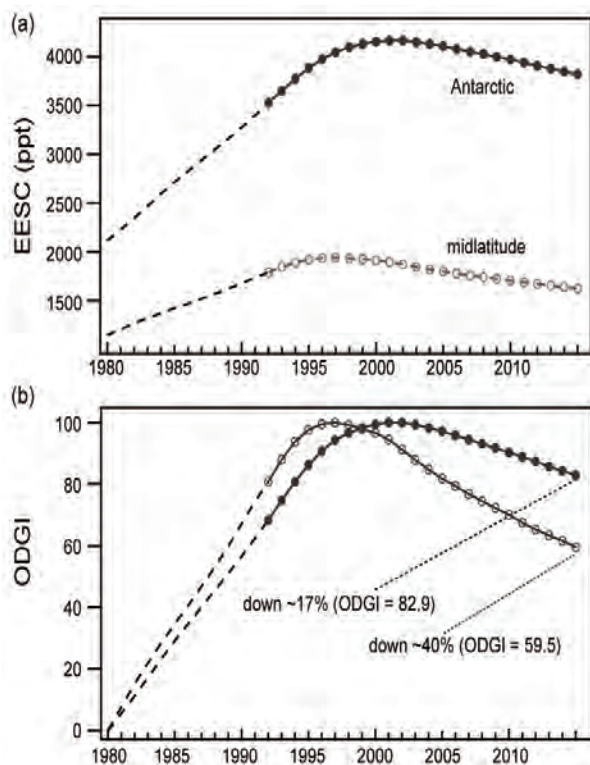 (a)
4000
3500
3000
2500
2000
1500
EESC (ppt)
Antarctic
midlatitude
1980 1985 1990 1995 2000 2005 2010
(b)
100
80
60
40
20
0
ODGI
down ~17% (ODGI = 82.9)
down ~40% (ODGI = 59.5)
1980 1985 1990 1995 2000 2005 2010